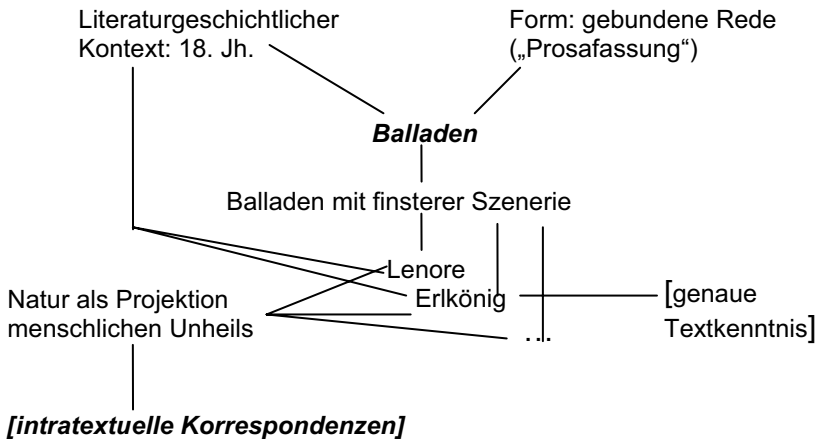 Literaturgeschichtlicher
Kontext: 18. Jh.
Form: gebundene Rede
(„Prosafassung“)
Balladen
Balladen mit finsterer Szenerie
Lenore
Erlkönig
…
Natur als Projektion
menschlichen Unheils
[genaue
Textkenntnis]
[intratextuelle Korrespondenzen]